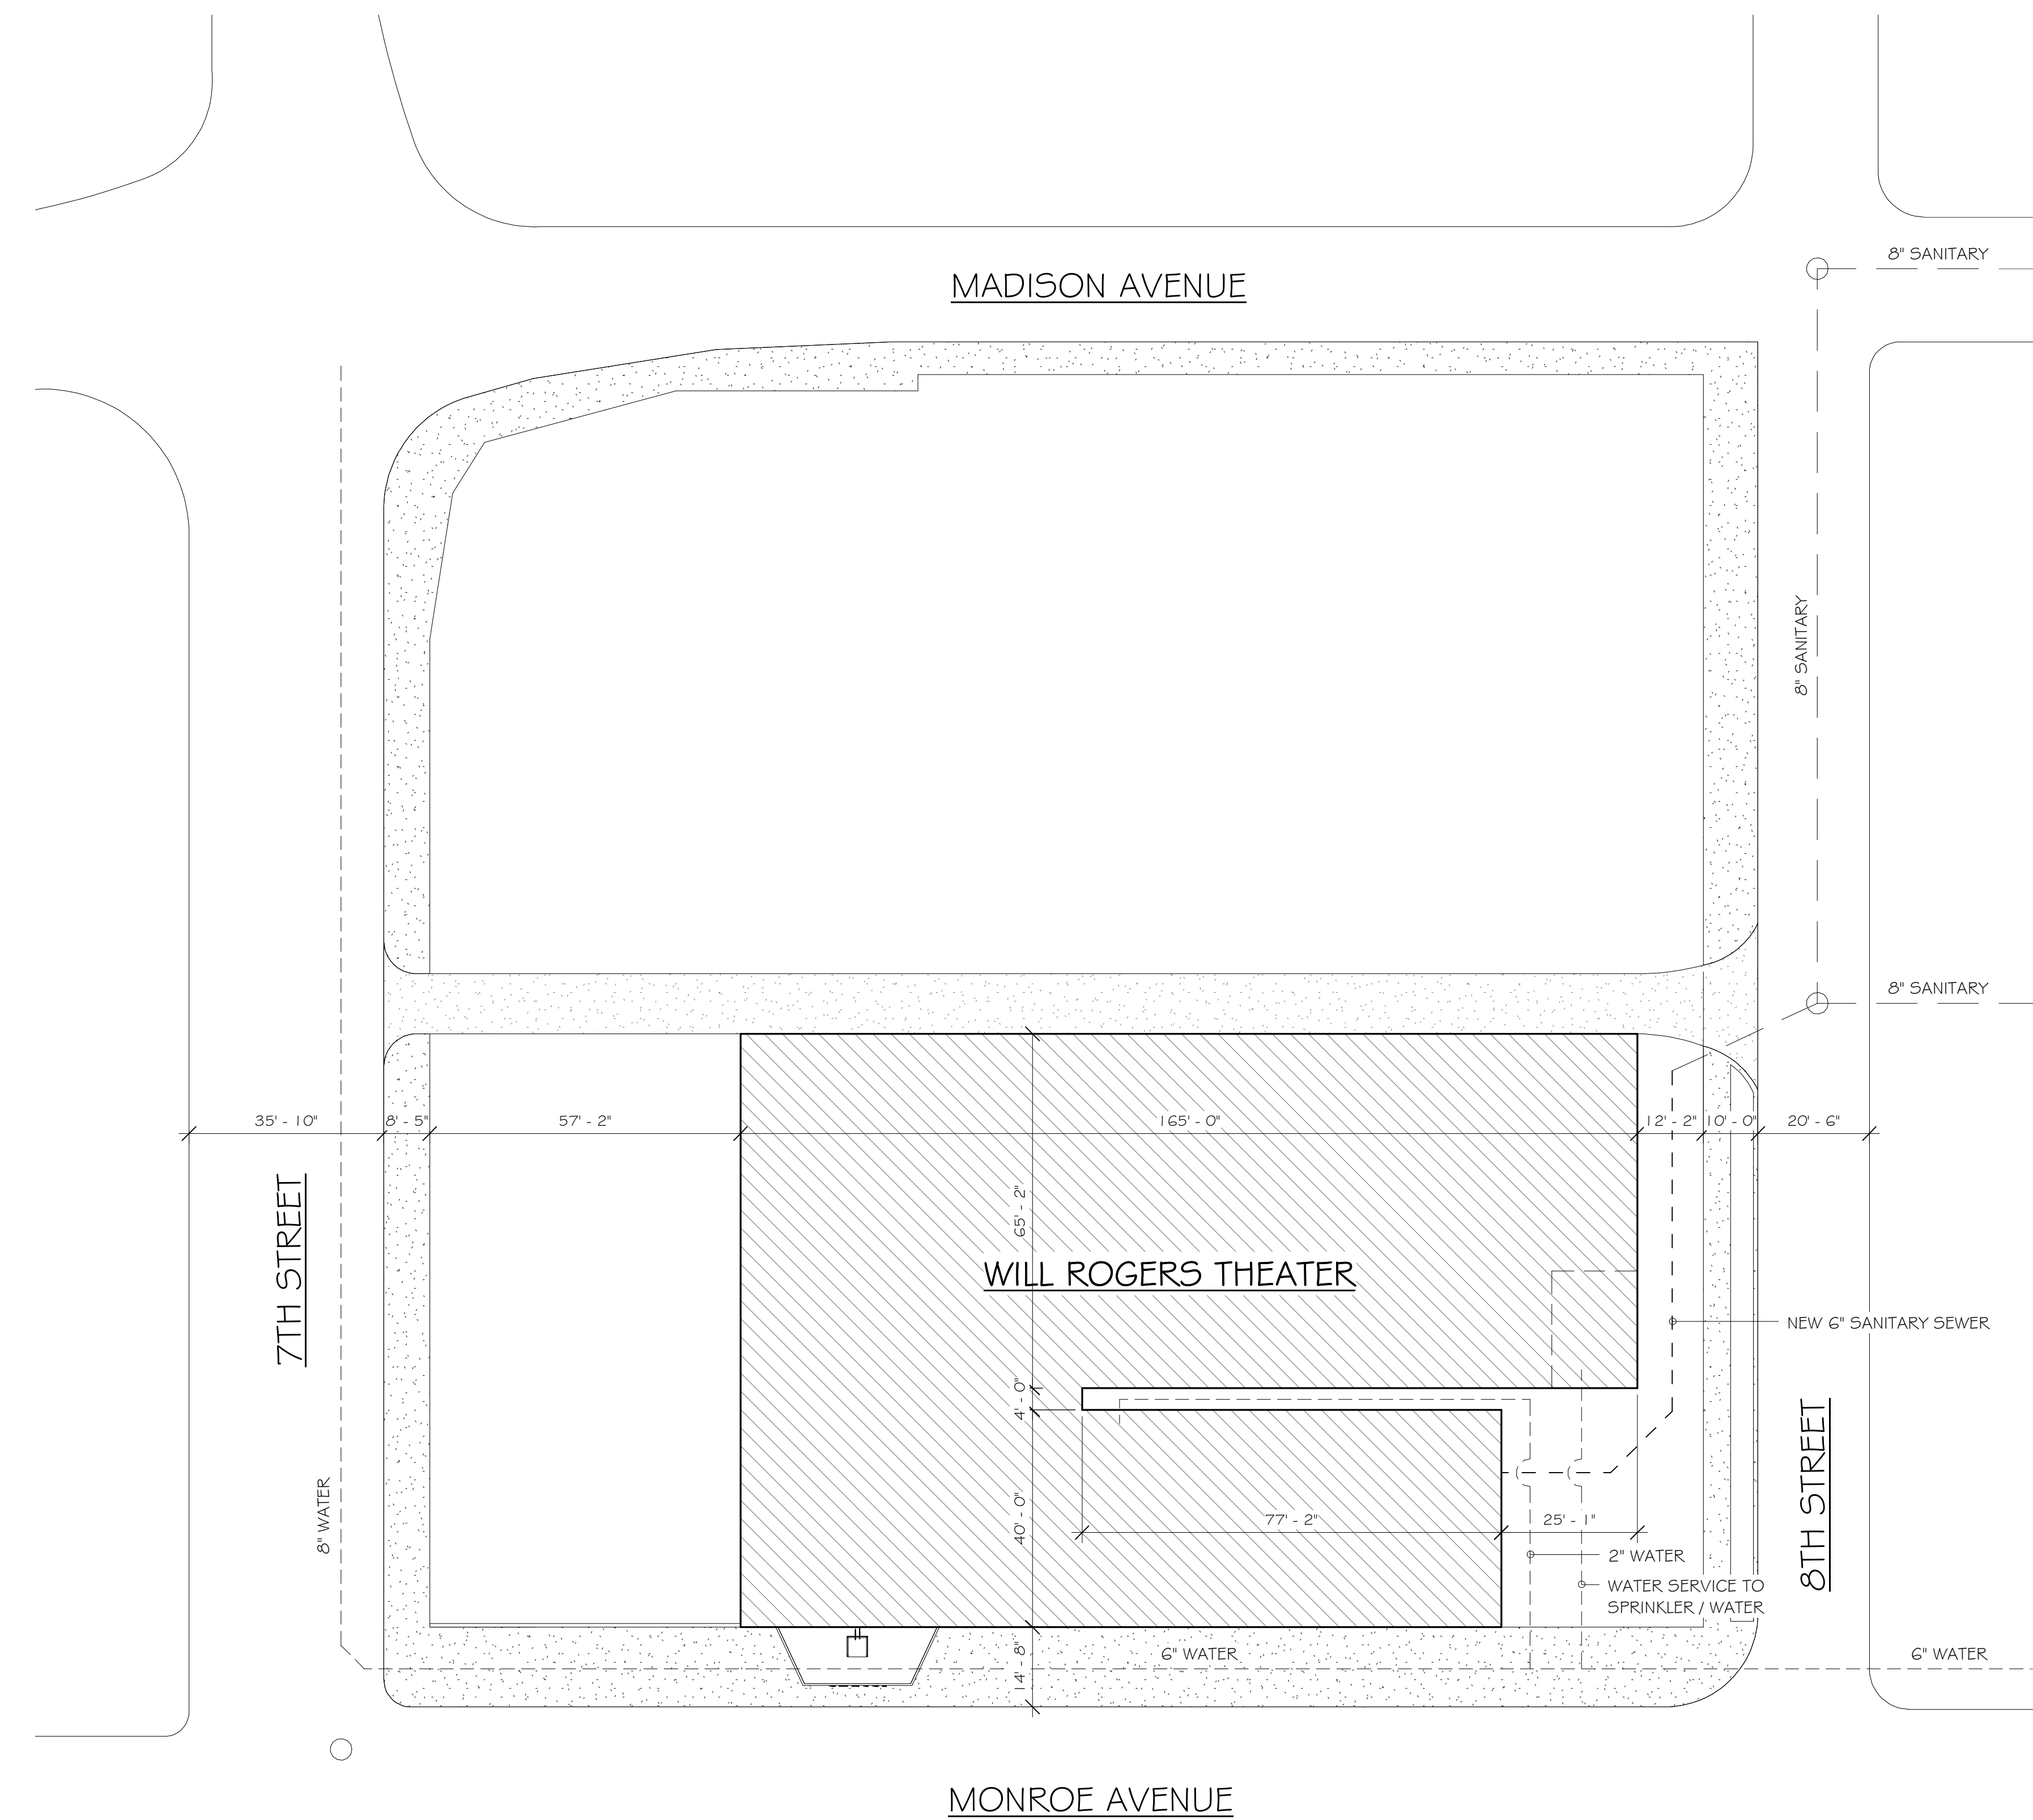 8" SANITARY
MADISON AVENUE
8" SANITARY
8" SANITARY
35' - 10"
8' - 5"
57' - 2"
165' - 0"
12' - 2"
10' - 0"
20' - 6"
65' - 2"
7TH STREET
WILL ROGERS THEATER
NEW 6" SANITARY SEWER
4' - 0"
8" WATER
40' - 0"
77' - 2"
25' - 1"
8TH STREET
2" WATER
WATER SERVICE TO
SPRINKLER / WATER
14' - 8"
6" WATER
6" WATER
MONROE AVENUE